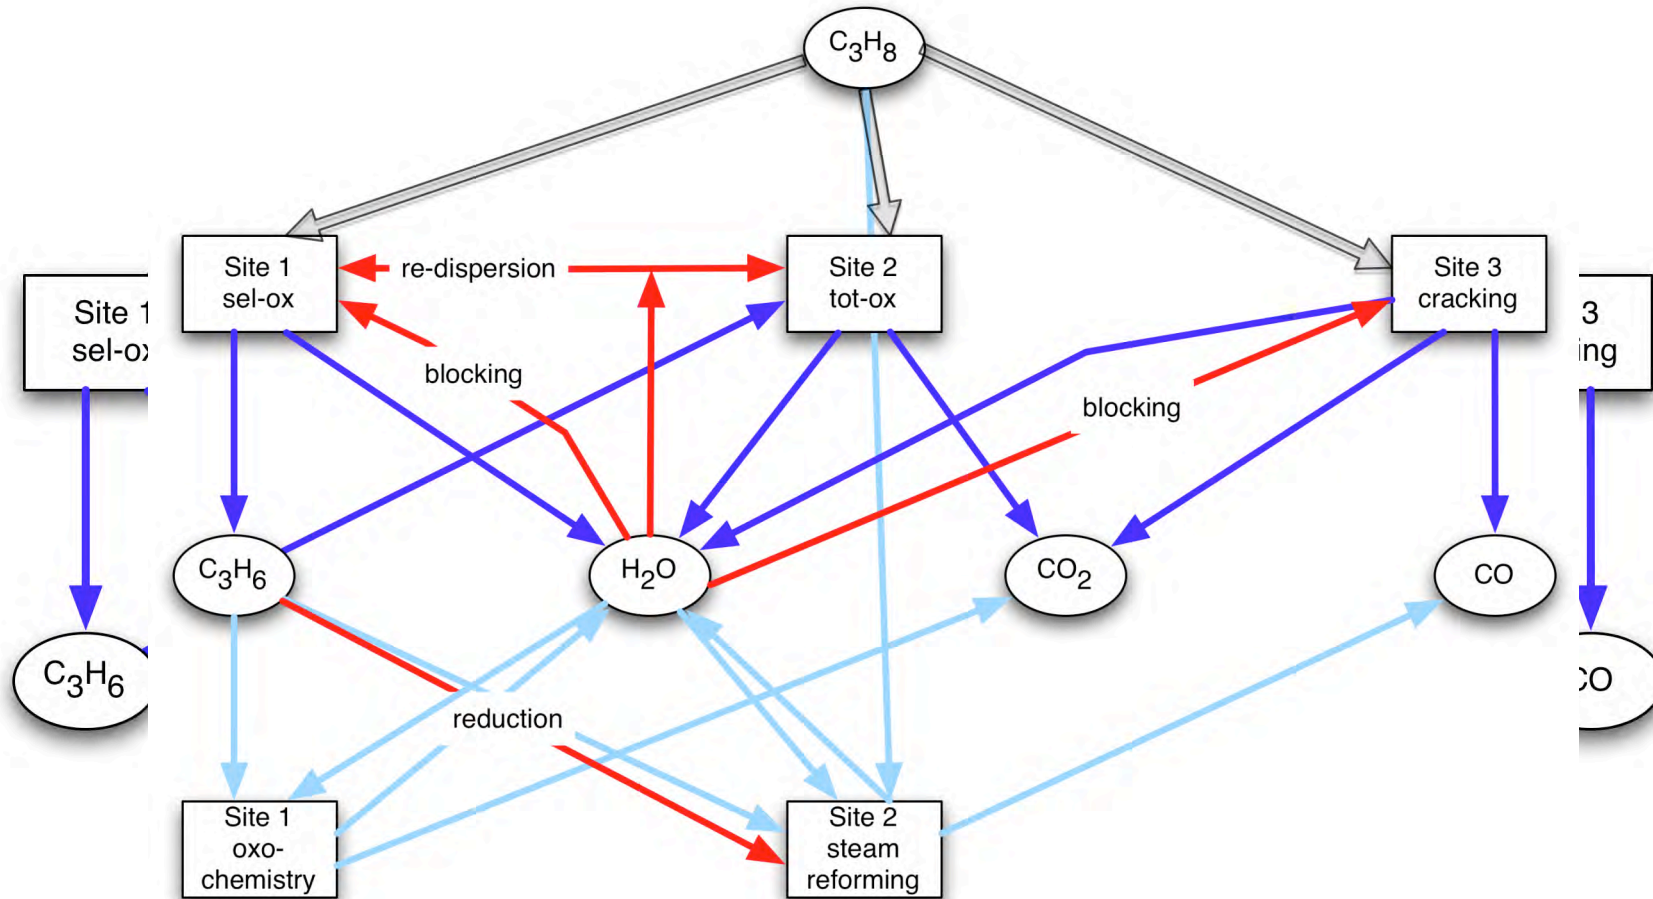 C3H8
Site 1
sel-ox
re-dispersion
Site 2
tot-ox
Site 3
cracking
Site 1
sel-ox
3
ing
blocking
blocking
C3H6
H2O
CO2
CO
C3H6
CO
reduction
Site 1
oxo-
chemistry
Site 2
steam
reforming